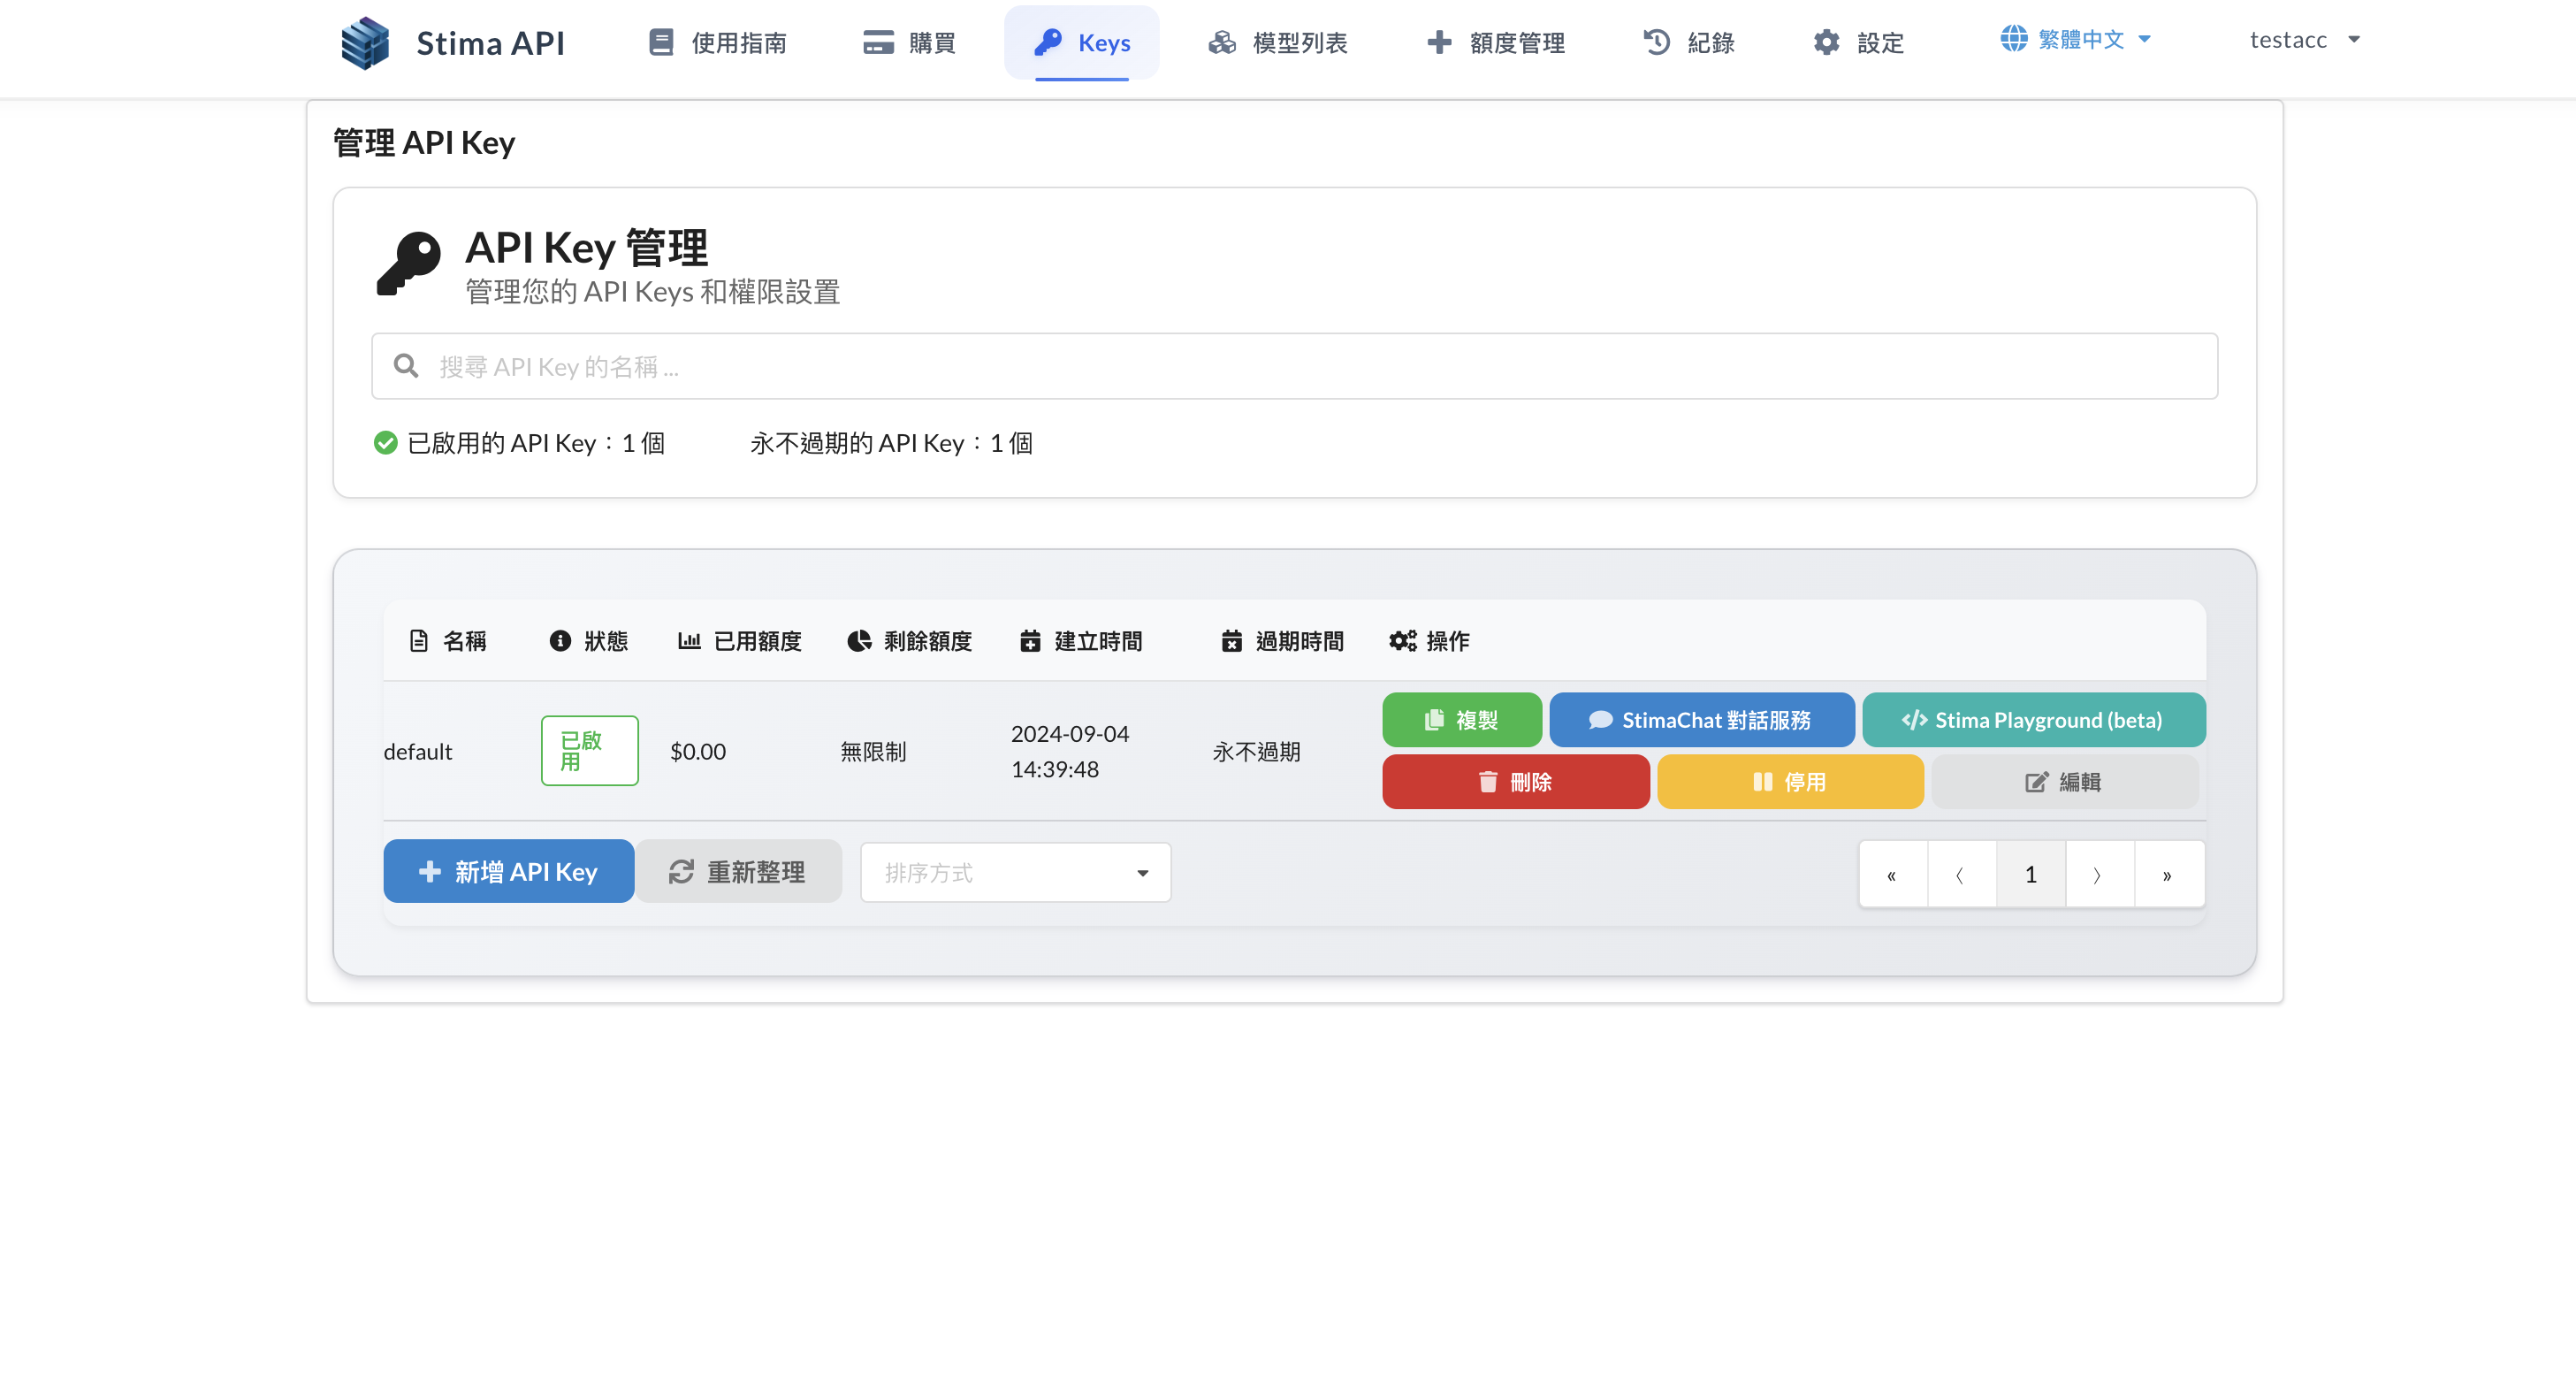 Stima API
使用指南
購買
Keys
模型列表
額度管理
紀錄
設定
繁體中文
testacc
管理 API Key
API Key 管理
管理您的 API Keys 和權限設置
搜尋 API Key 的名稱 ...
已啟用的 API Key：1 個
永不過期的 API Key：1 個
名稱
狀態
已用額度
剩餘額度
建立時間
過期時間
操作
default
已啟
用
$0.00
無限制
2024-09-04
14:39:48
永不過期
複製
StimaChat 對話服務
Stima Playground (beta)
刪除
停用
編輯
新增 API Key
重新整理
排序方式
«
〈
1
〉
»